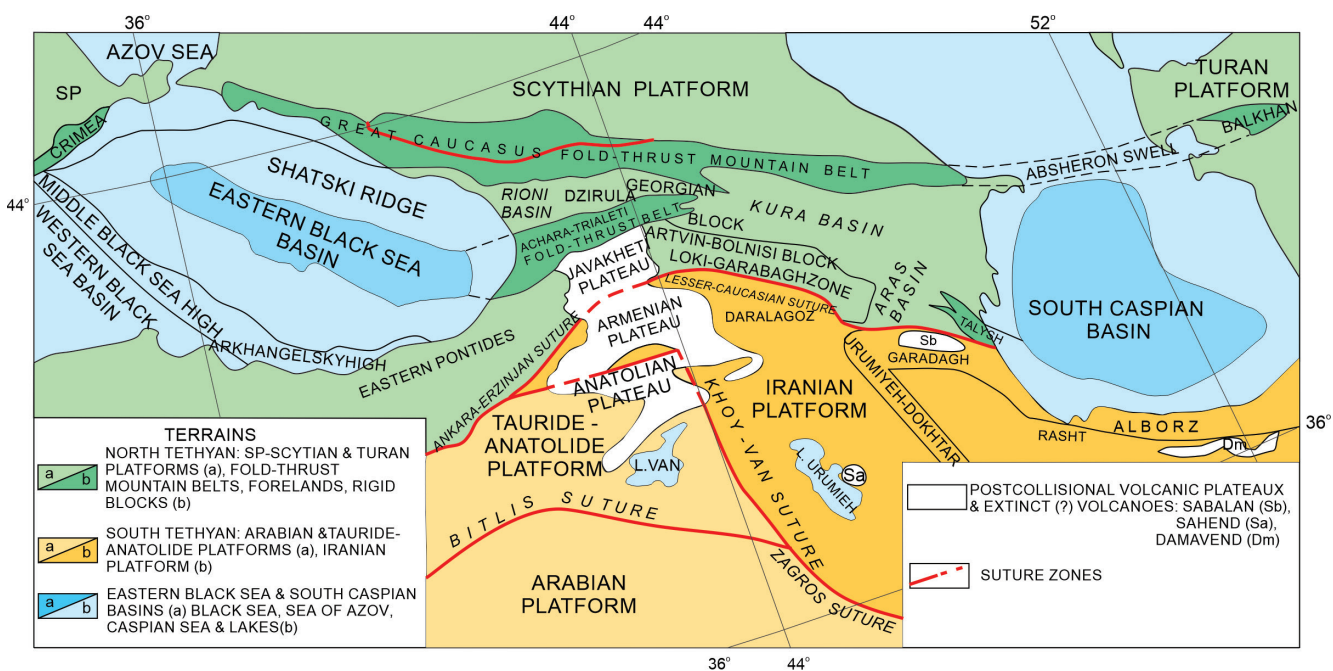 36°
44°
44°
52°
AZOV SEA
SP
CRIMEA
SCYTHIAN PLATFORM
TURAN
PLATFORM
BALKHAN
GREAT CAUCASUS FOLD-THRUST MOUNTAIN BELT
ABSHERON SWELL
SHATSKI RIDGE
EASTERN BLACK SEA
BASIN
RIONI
BASIN
DZIRULA
GEORGIAN
BLOCK
KURA BASIN
44°
MIDDLE BLACK SEA HIGH
WESTERN BLACK
SEA BASIN
ARKHANGELSKYHIGH
ACHARA-TRIALETI
FOLD-THRUST BELT
ARTVIN-BOLNISI BLOCK
LOKI-GARABAGHZONE
JAVAKHETI
PLATEAU
LESSER-CAUCASIAN SUTURE
ARAS
BASIN
SOUTH CASPIAN
BASIN
DARALAGOZ
TALYSH
ARMENIAN
PLATEAU
EASTERN PONTIDES
ANKARA-ERZINJAN SUTURE
Sb
GARADAGH
ANATOLIAN
PLATEAU
KHOY-VAN SUTURE
IRANIAN
PLATFORM
URUMIYEH-DOKHTAR
TAURIDE-
ANATOLIDE
PLATFORM
RASHT
ALBORZ
36°
Dm
L.VAN
L. URUMIEH
Sa
BITLIS SUTURE
ARABIAN
PLATFORM
ZAGROS SUTURE
36°
44°
TERRAINS
a
b
NORTH TETHYAN: SP-SCYTIAN & TURAN
PLATFORMS (a), FOLD-THRUST
MOUNTAIN BELTS, FORELANDS, RIGID
BLOCKS (b)
a
b
SOUTH TETHYAN: ARABIAN &TAURIDE-
ANATOLIDE PLATFORMS (a), IRANIAN
PLATFORM (b)
a
b
EASTERN BLACK SEA & SOUTH CASPIAN
BASINS (a) BLACK SEA, SEA OF AZOV,
CASPIAN SEA & LAKES(b)
POSTCOLLISIONAL VOLCANIC PLATEAUX
& EXTINCT (?) VOLCANOES: SABALAN (Sb),
SAHEND (Sa),
DAMAVEND (Dm)
SUTURE ZONES